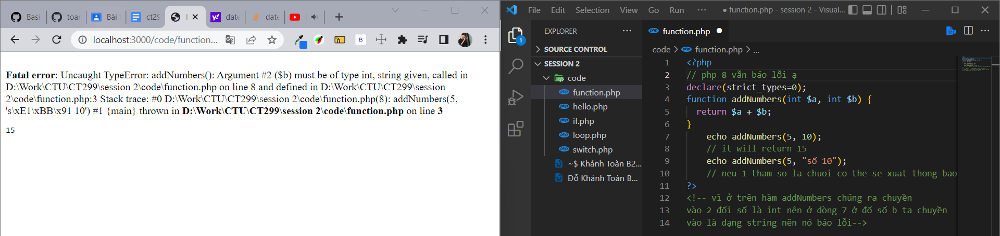 Basi
toar
Bài
ct29
l
date
date
(
localhost:3000/code/function...
Fatal error: Uncaught TypeError: addNumbers(): Argument #2 ($b) must be of type int, string given, called in
D:\Work\CTU\CT299\session 2\code\function.php on line 8 and defined in D:\Work\CTU\CT299\session
2\code\function.php:3 Stack trace: #0 D:\Work\CTU\CT299\session 2\code\function.php(8): addNumbers(5,
's\xE1\xBB\x91 10') #1 {main} thrown in D:\Work\CTU\CT299\session 2\code\function.php on line 3
15
File Edit Selection View Go Run ··· ● function.php - session 2 - Visual...
EXPLORER ···
SOURCE CONTROL
SESSION 2
code
php function.php
php hello.php
php if.php
php loop.php
php switch.php
W ~$ Khánh Toàn B2...
W Đỗ Khánh Toàn B...
1
php function.php ●
code > php function.php > ...
1 <?php
2 // php 8 vẫn báo lỗi ạ
3 declare(strict_types=0);
4 function addNumbers(int $a, int $b) {
5 return $a + $b;
6 }
7 echo addNumbers(5, 10);
8 // it will return 15
9 echo addNumbers(5, "số 10");
10 // neu 1 tham so la chuoi co the se xuat thong bao
11 ?>
12 <!-- vì ở trên hàm addNumbers chúng ra chuyền
13 vào 2 đối số là int nên ở dòng 7 ở đố số b ta chuyền
14 vào là dạng string nên nó báo lỗi-->